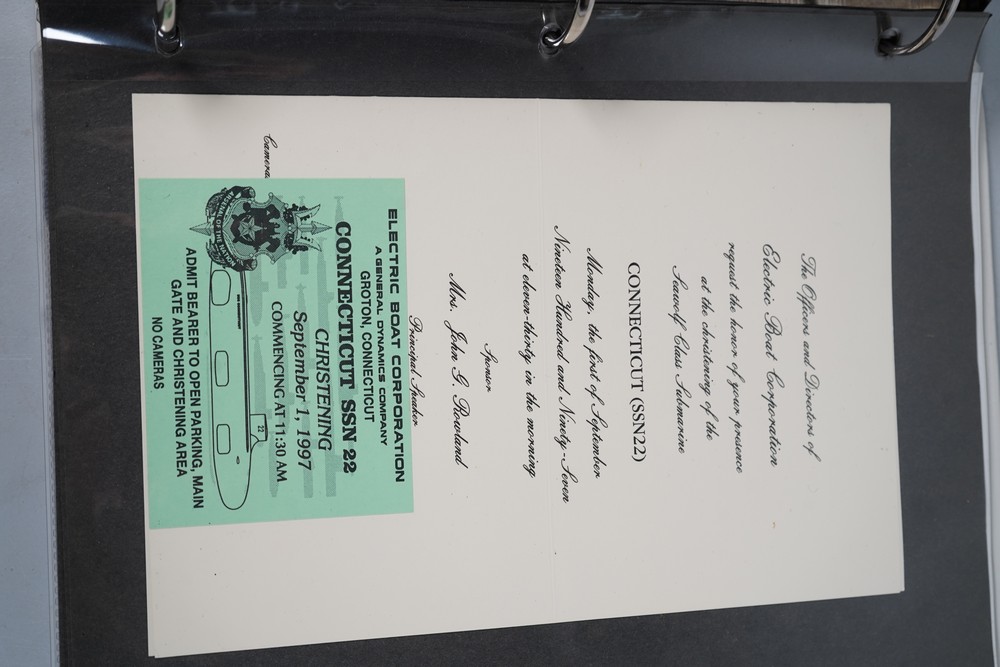 The Officers and Directors of
Electric Boat Corporation
request the honor of your presence
at the christening of the
Seawolf Class Submarine
CONNECTICUT (SSN22)
Monday, the first of September
Nineteen Hundred and Ninety-Seven
at eleven-thirty in the morning
Sponsor
Mrs. John G. Rowland
Principal Speaker
ELECTRIC BOAT CORPORATION
A GENERAL DYNAMICS COMPANY
GROTON, CONNECTICUT
CONNECTICUT SSN 22
CHRISTENING
September 1, 1997
COMMENCING AT 11:30 AM
22
ADMIT BEARER TO OPEN PARKING, MAIN
GATE AND CHRISTENING AREA
NO CAMERAS